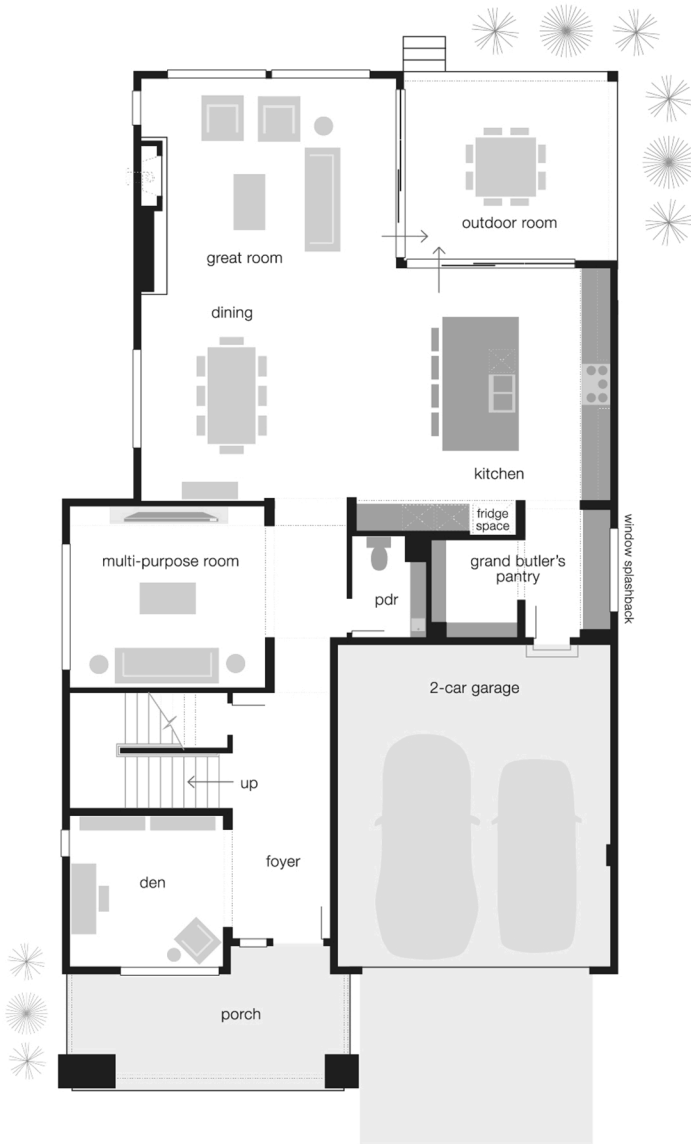 outdoor room
great room
dining
kitchen
fridge
space
window splashback
multi-purpose room
grand butler's
pantry
pdr
2-car garage
up
foyer
den
porch